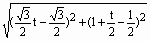 √((√3/2 t - √3/2)² + (1 + t/2 - 1/2)²)